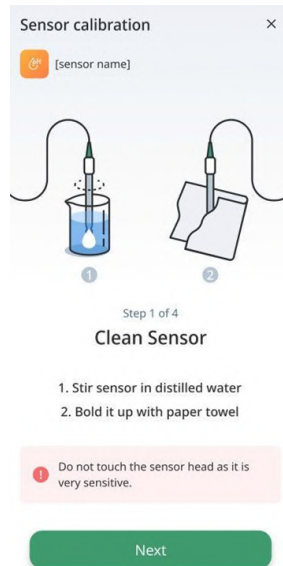 Sensor calibration
pH
[sensor name]
1
2
Step 1 of 4
Clean Sensor
1. Stir sensor in distilled water
2. Bold it up with paper towel
Do not touch the sensor head as it is
very sensitive.
Next